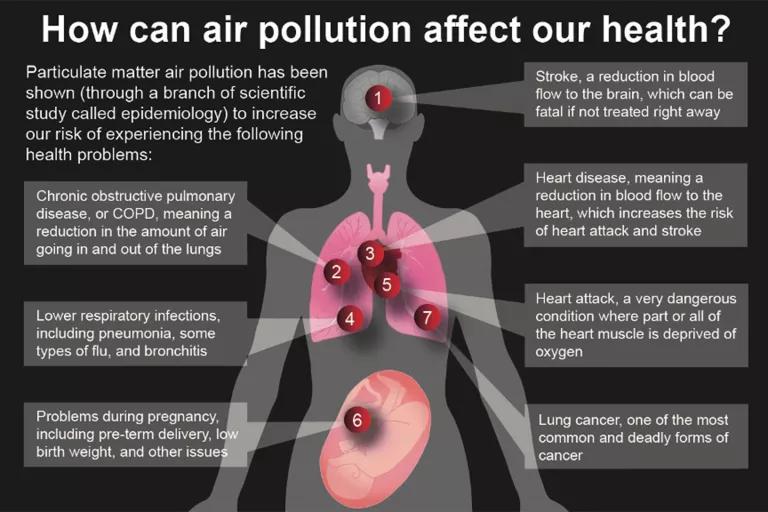 How can air pollution affect our health?
Particulate matter air pollution has been
shown (through a branch of scientific
study called epidemiology) to increase
our risk of experiencing the following
health problems:
1
Stroke, a reduction in blood
flow to the brain, which can be
fatal if not treated right away
Chronic obstructive pulmonary
disease, or COPD, meaning a
reduction in the amount of air
going in and out of the lungs
2
3
Heart disease, meaning a
reduction in blood flow to the
heart, which increases the risk
of heart attack and stroke
Lower respiratory infections,
including pneumonia, some
types of flu, and bronchitis
4
5
Heart attack, a very dangerous
condition where part or all of
the heart muscle is deprived of
oxygen
Problems during pregnancy,
including pre-term delivery, low
birth weight, and other issues
6
7
Lung cancer, one of the most
common and deadly forms of
cancer